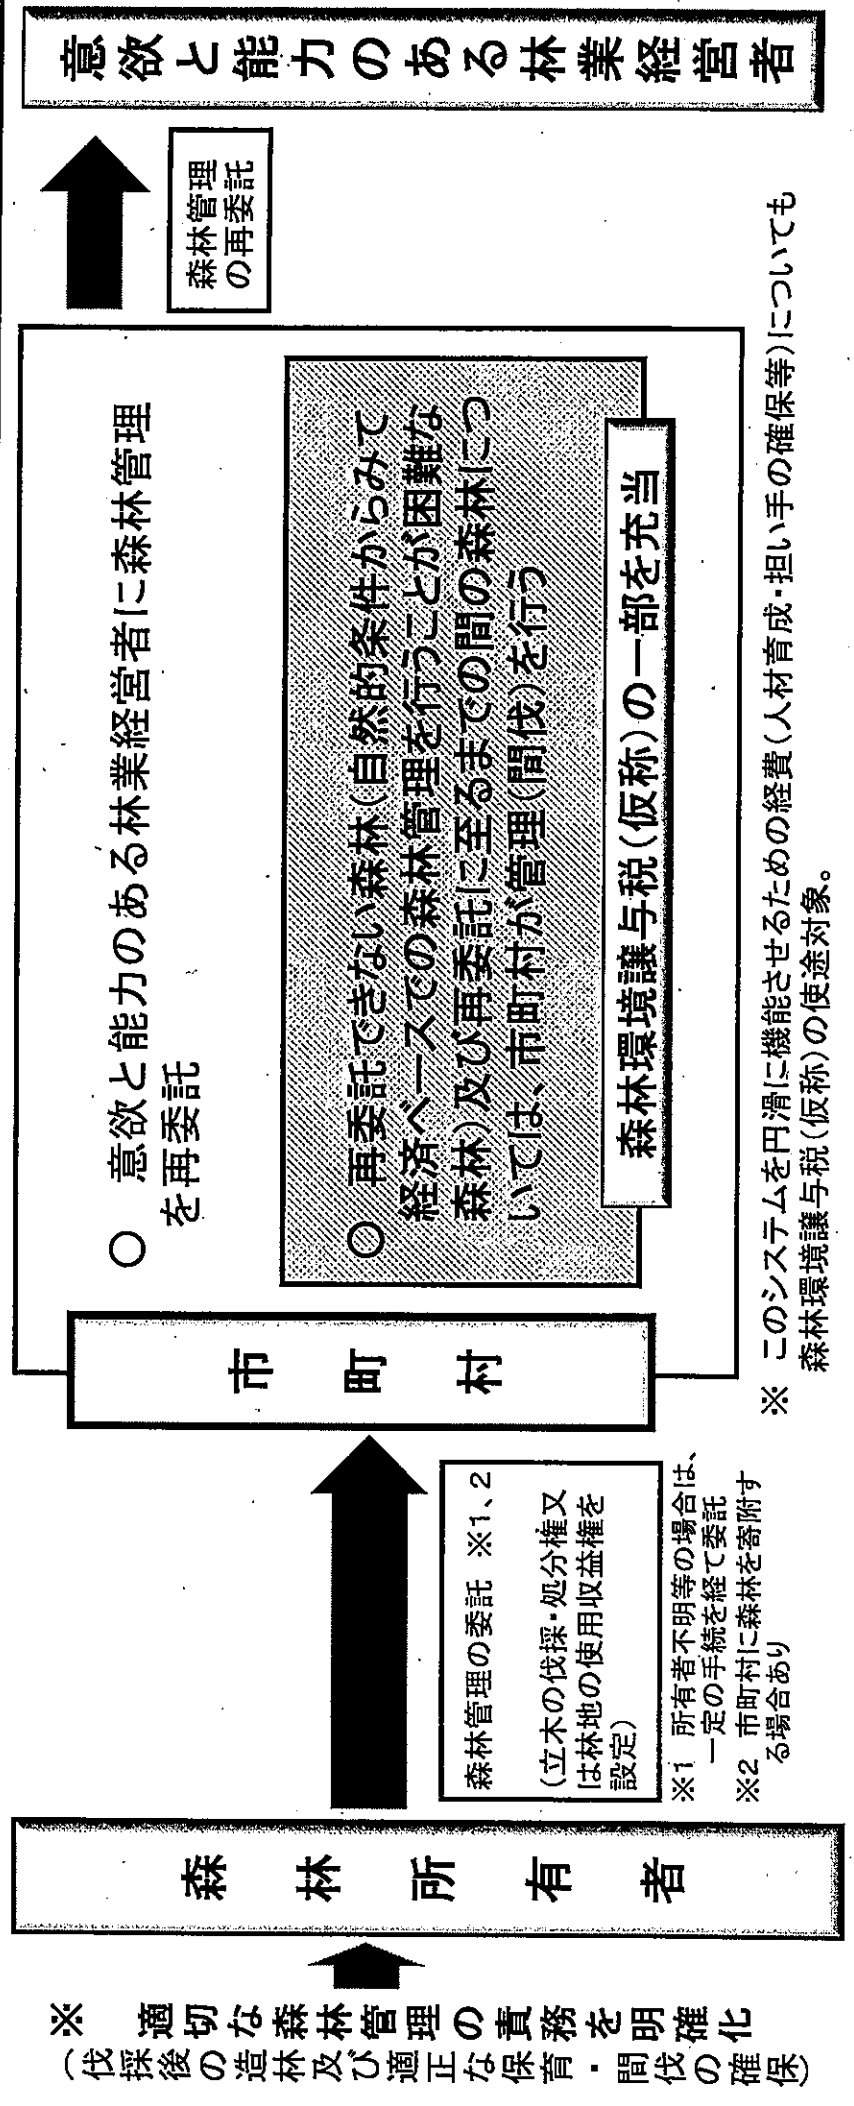 ※　適切な森林管理の責務を明確化
（伐採後の造林及び適正な保育・間伐の確保）
森林所有者
森林管理の委託　※1、2
（立木の伐採・処分権又
は林地の使用収益権を
設定）
※1　所有者不明等の場合は、
一定の手続を経て委託
※2　市町村に森林を寄附す
る場合あり
市町村
○　意欲と能力のある林業経営者に森林管理
を再委託
○　再委託できない森林（自然的条件からみて
経済ベースでの森林管理を行うことが困難な
森林）及び再委託に至るまでの間の森林につ
いては、市町村が管理（間伐）を行う
森林環境譲与税（仮称）の一部を充当
※　このシステムを円滑に機能させるための経費（人材育成・担い手の確保等）についても
森林環境譲与税（仮称）の使途対象。
森林管理
の再委託
意欲と能力のある林業経営者